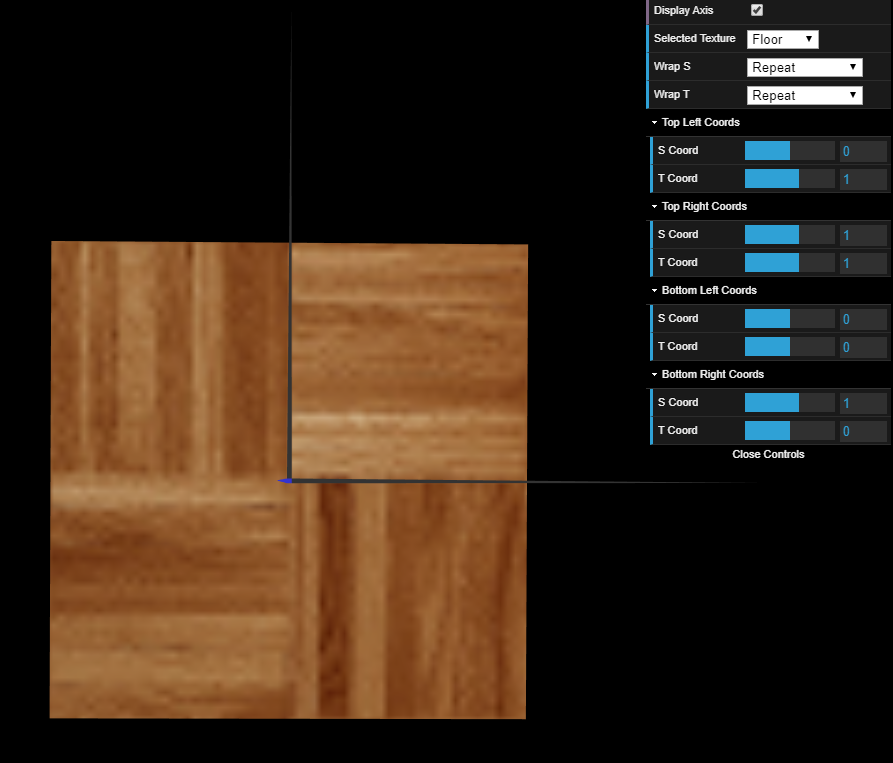 Display Axis
Selected Texture Floor
Wrap S Repeat
Wrap T Repeat
Top Left Coords
S Coord 0
T Coord 1
Top Right Coords
S Coord 1
T Coord 1
Bottom Left Coords
S Coord 0
T Coord 0
Bottom Right Coords
S Coord 1
T Coord 0
Close Controls